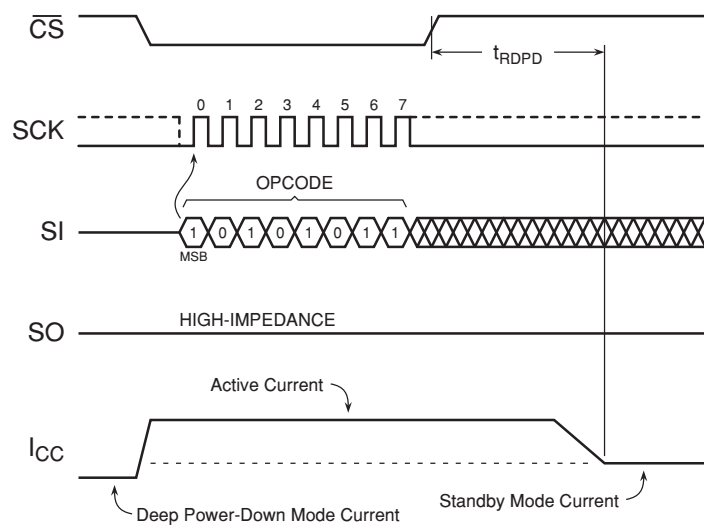 CS
tRDPD
0 1 2 3 4 5 6 7
SCK
OPCODE
SI
1 0 1 0 1 0 1 1
MSB
HIGH-IMPEDANCE
SO
Active Current
ICC
Standby Mode Current
Deep Power-Down Mode Current